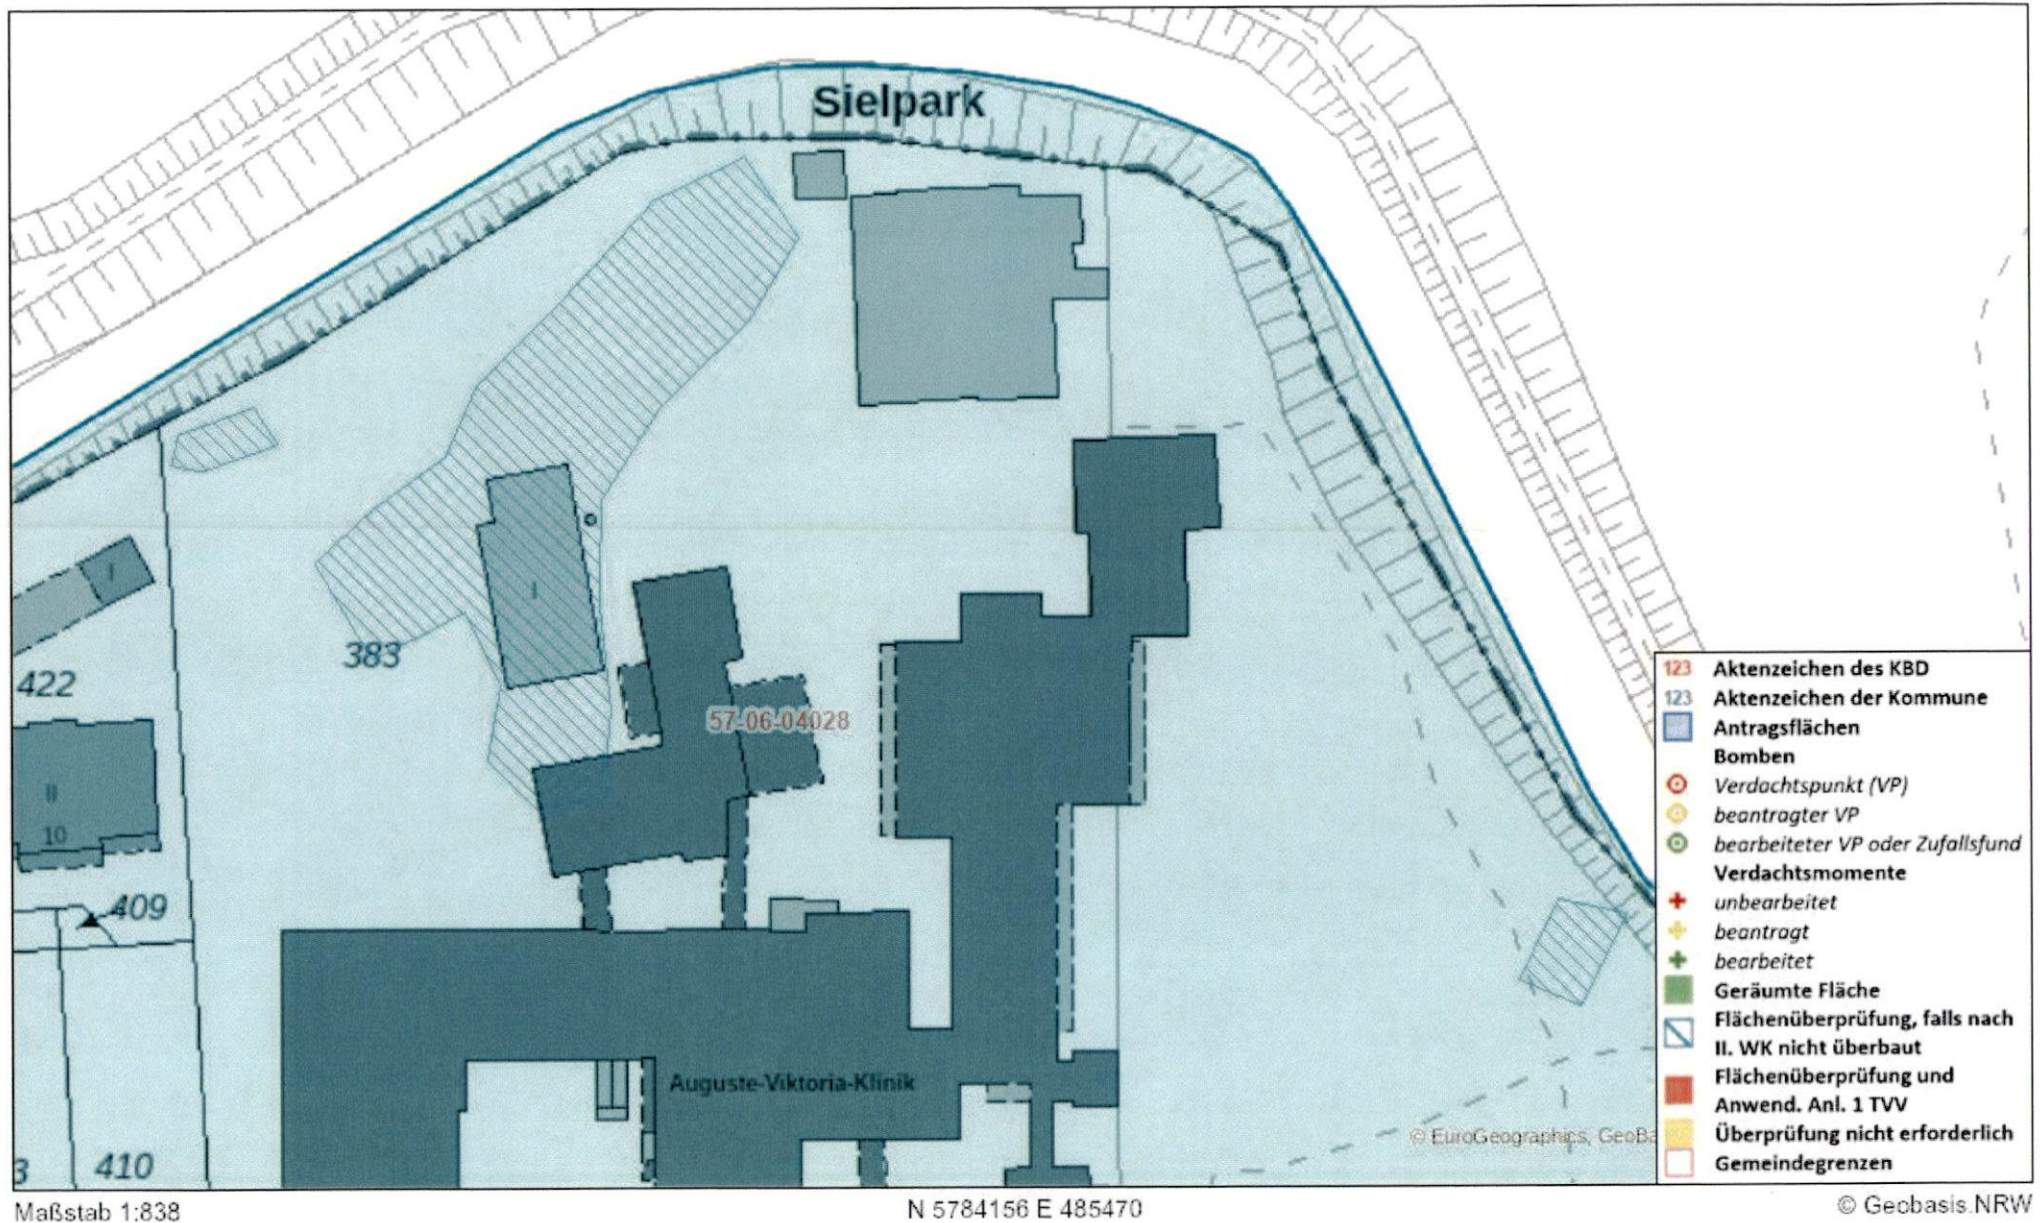 Sielpark
I
383
I
422
57-06-04028
II
10
409
Auguste-Viktoria-Klinik
3
410
© EuroGeographics, GeoBa
123 Aktenzeichen des KBD
123 Aktenzeichen der Kommune
Antragsflächen
Bomben
Verdachtspunkt (VP)
beantragter VP
bearbeiteter VP oder Zufallsfund
Verdachtsmomente
unbearbeitet
beantragt
bearbeitet
Geräumte Fläche
Flächenüberprüfung, falls nach
II. WK nicht überbaut
Flächenüberprüfung und
Anwend. Anl. 1 TVV
Überprüfung nicht erforderlich
Gemeindegrenzen
Maßstab 1:838
N 5784156 E 485470
© Geobasis.NRW